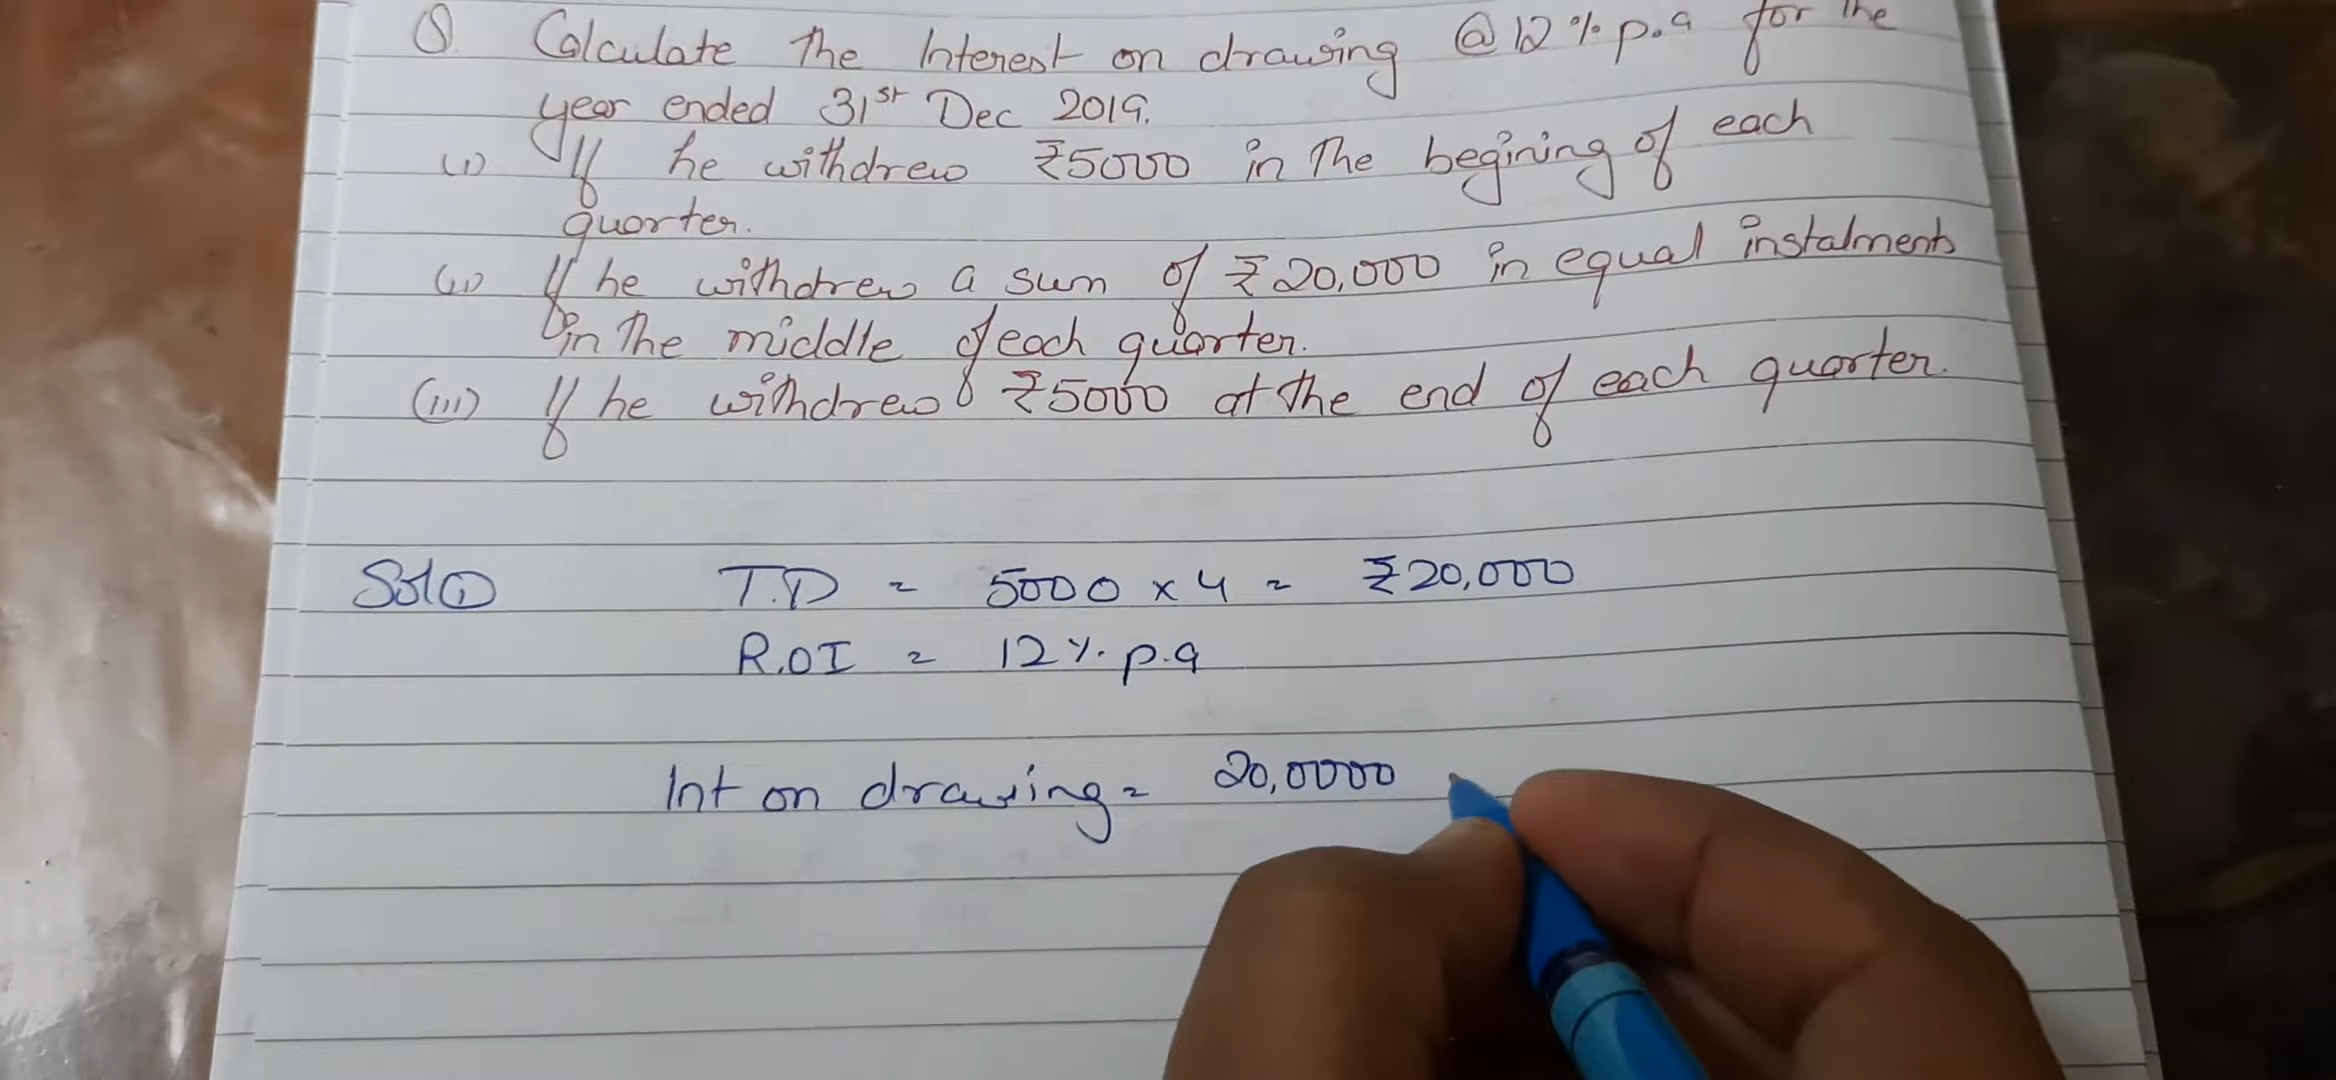 Q. Calculate the Interest on drawing @ 12 % p.a for the
year ended 31st Dec 2019.
(i) If he withdrew ₹5000 in the begining of each
quarter.
(ii) If he withdrew a sum of ₹20,000 in equal instalments
in the middle of each quarter.
(iii) If he withdrew ₹5000 at the end of each quarter.
Sol ① T.D = 5000 x 4 = ₹20,000
R.OI = 12 %. p.a
Int on drawing = 20,0000